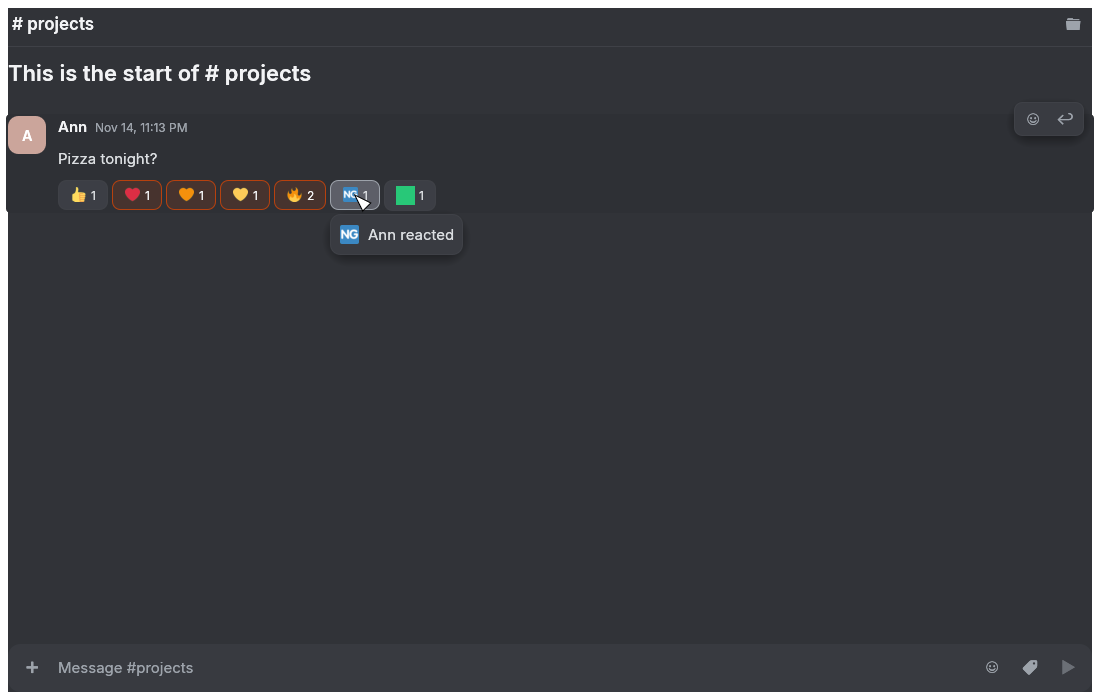 # projects
This is the start of # projects
A
Ann Nov 14, 11:13 PM
Pizza tonight?
1 1 1 1 2 NG 1 1
NG Ann reacted
Message #projects